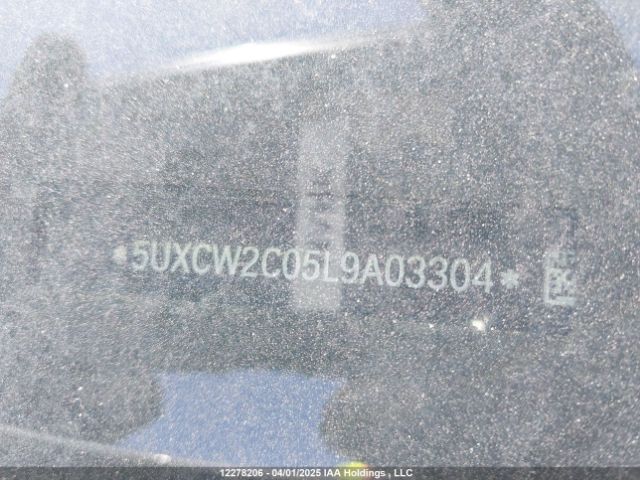 *5UXCW2C05L9A03304*
12278206 - 04/01/2025 IAA Holdings , LLC